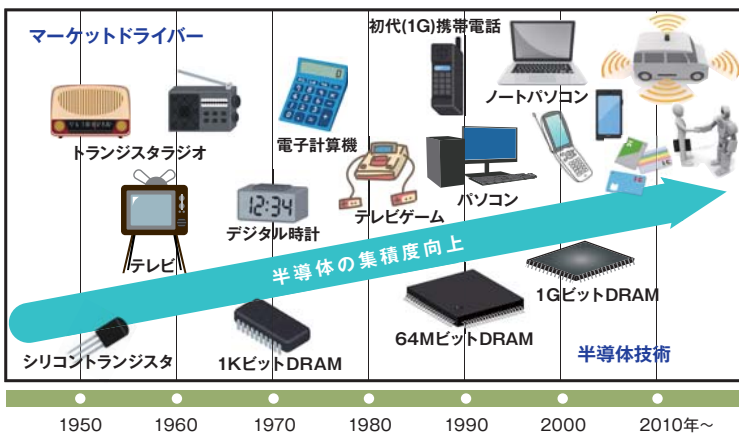 マーケットドライバー
初代(1G)携帯電話
ノートパソコン
トランジスタラジオ
電子計算機
テレビゲーム
パソコン
12:34
デジタル時計
テレビ
半導体の集積度向上
シリコントランジスタ
1KビットDRAM
64MビットDRAM
1GビットDRAM
半導体技術
1950
1960
1970
1980
1990
2000
2010年～